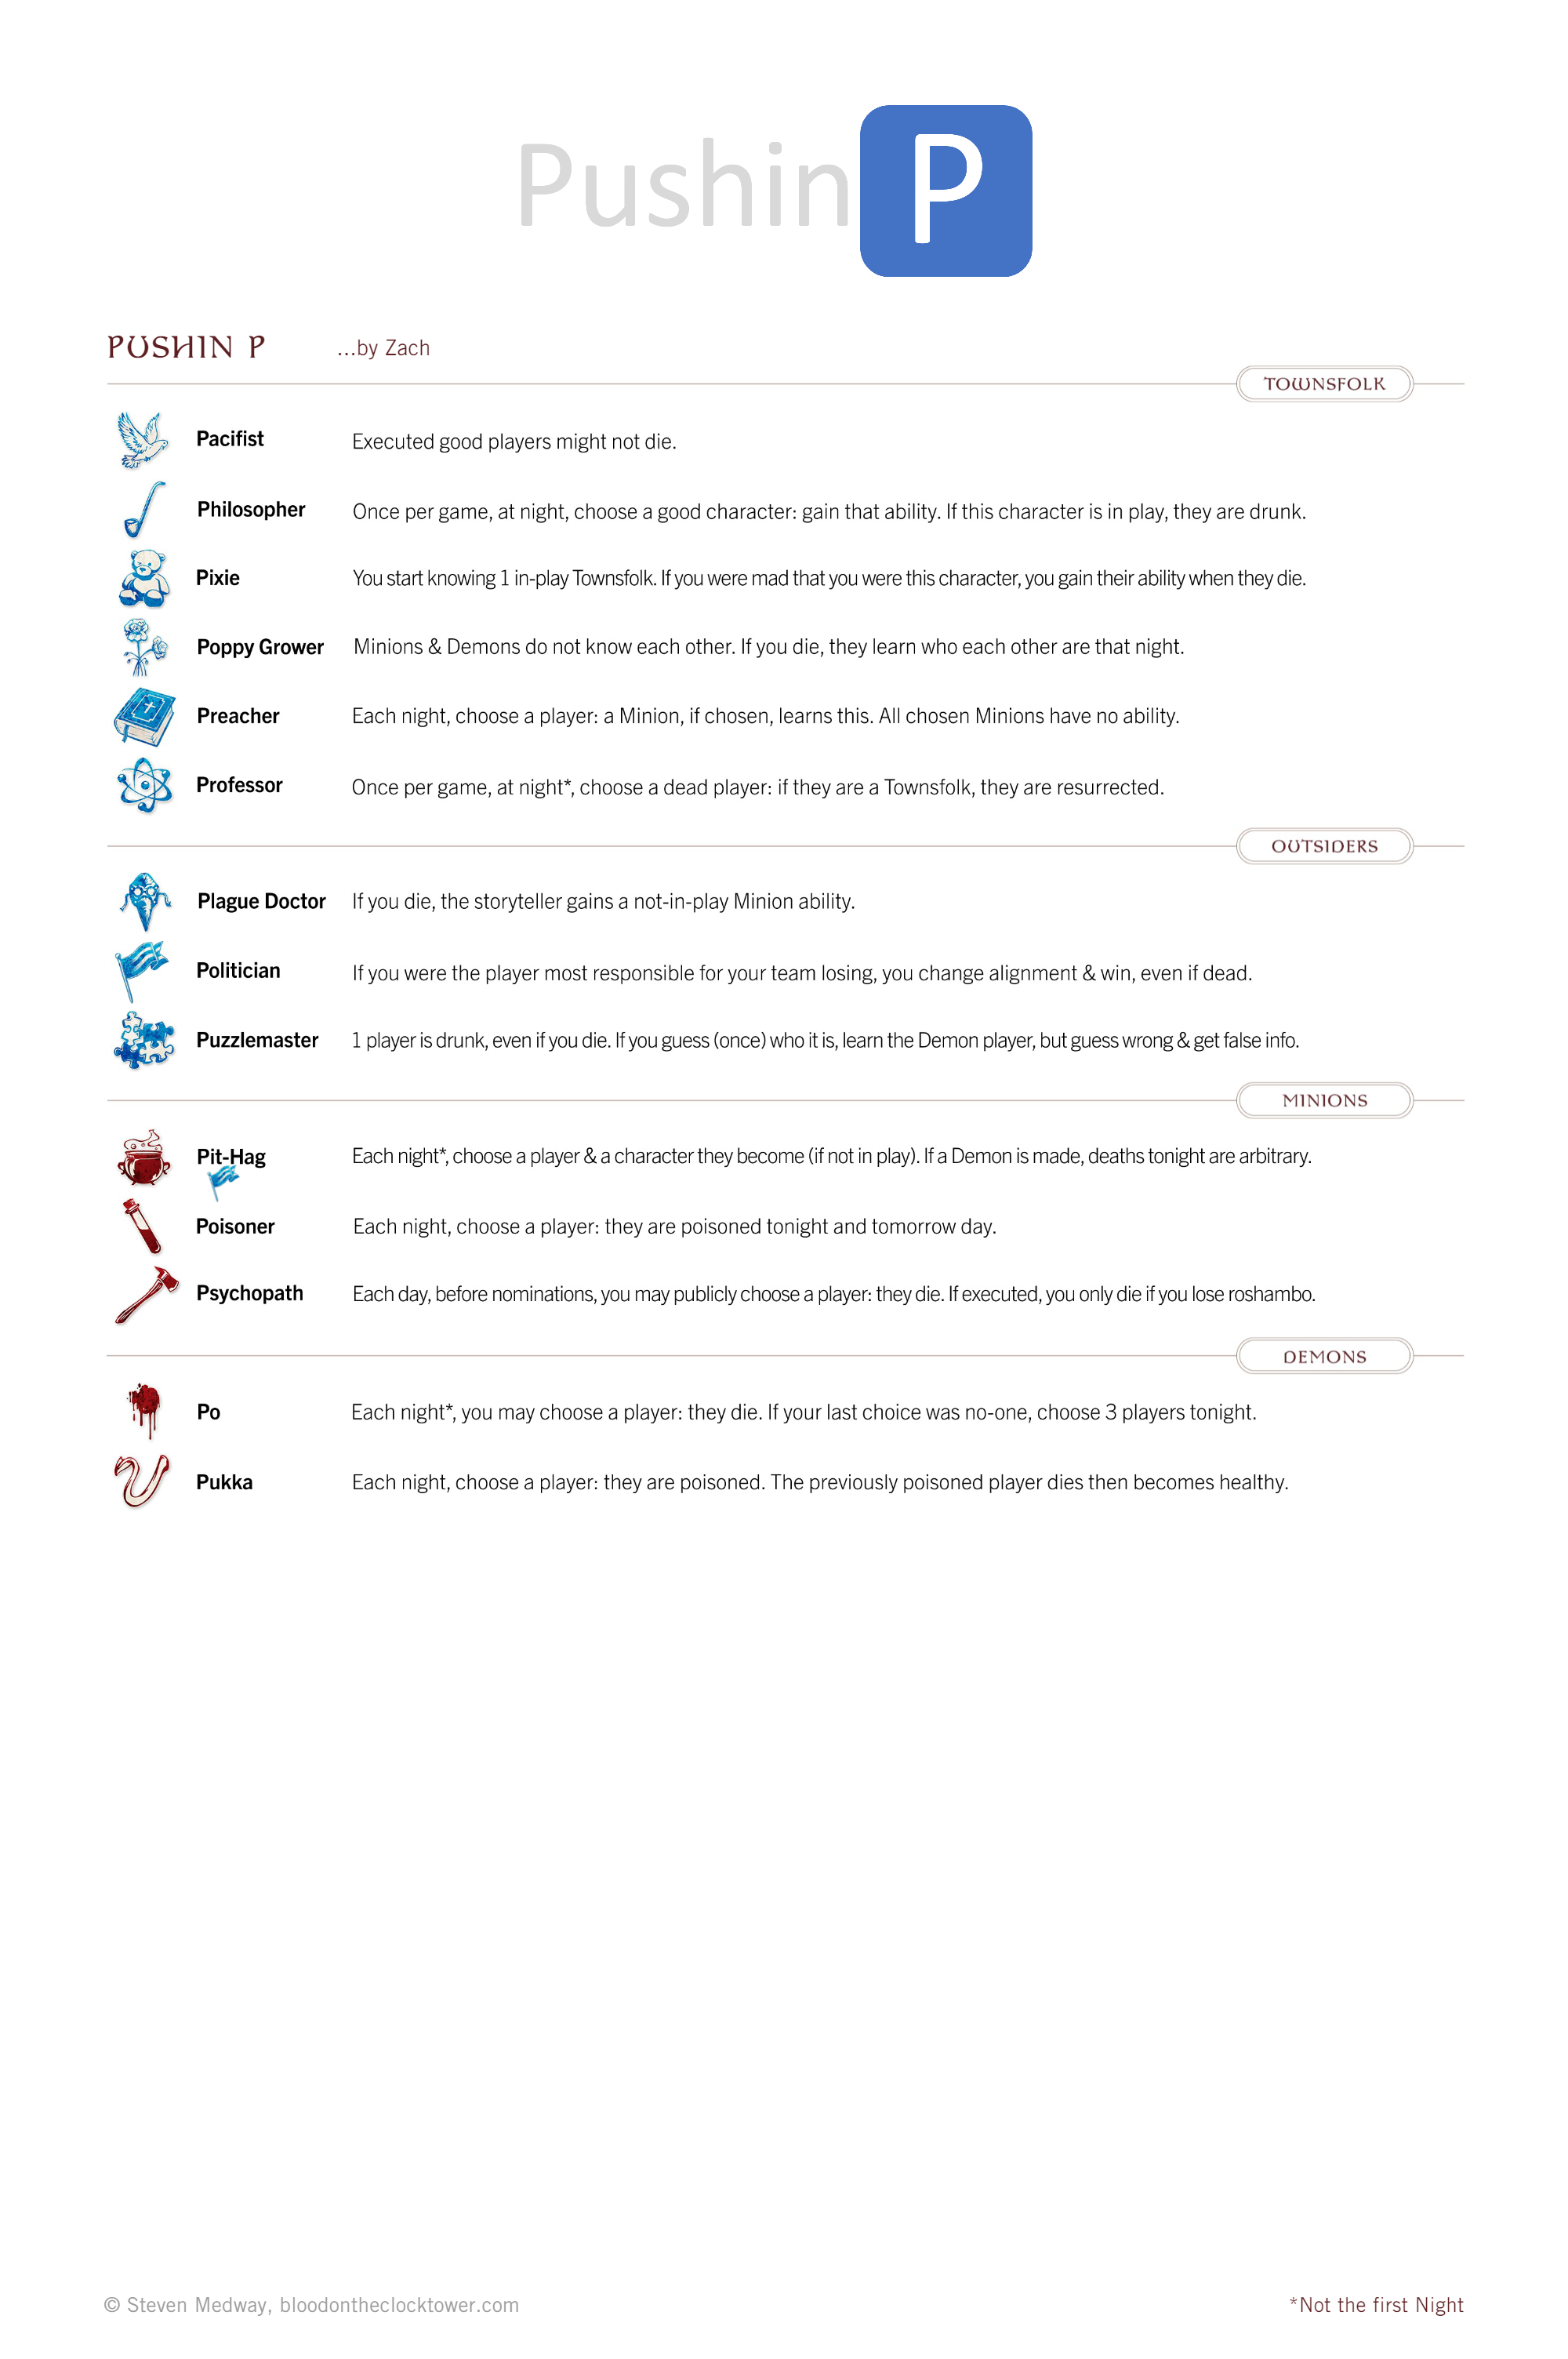 Pushin P
PUSHIN P ...by Zach
TOWNSFOLK
Pacifist Executed good players might not die.
Philosopher Once per game, at night, choose a good character: gain that ability. If this character is in play, they are drunk.
Pixie You start knowing 1 in-play Townsfolk. If you were mad that you were this character, you gain their ability when they die.
Poppy Grower Minions & Demons do not know each other. If you die, they learn who each other are that night.
Preacher Each night, choose a player: a Minion, if chosen, learns this. All chosen Minions have no ability.
Professor Once per game, at night*, choose a dead player: if they are a Townsfolk, they are resurrected.
OUTSIDERS
Plague Doctor If you die, the storyteller gains a not-in-play Minion ability.
Politician If you were the player most responsible for your team losing, you change alignment & win, even if dead.
Puzzlemaster 1 player is drunk, even if you die. If you guess (once) who it is, learn the Demon player, but guess wrong & get false info.
MINIONS
Pit-Hag Each night*, choose a player & a character they become (if not in play). If a Demon is made, deaths tonight are arbitrary.
Poisoner Each night, choose a player: they are poisoned tonight and tomorrow day.
Psychopath Each day, before nominations, you may publicly choose a player: they die. If executed, you only die if you lose roshambo.
DEMONS
Po Each night*, you may choose a player: they die. If your last choice was no-one, choose 3 players tonight.
Pukka Each night, choose a player: they are poisoned. The previously poisoned player dies then becomes healthy.
© Steven Medway, bloodontheclocktower.com *Not the first Night